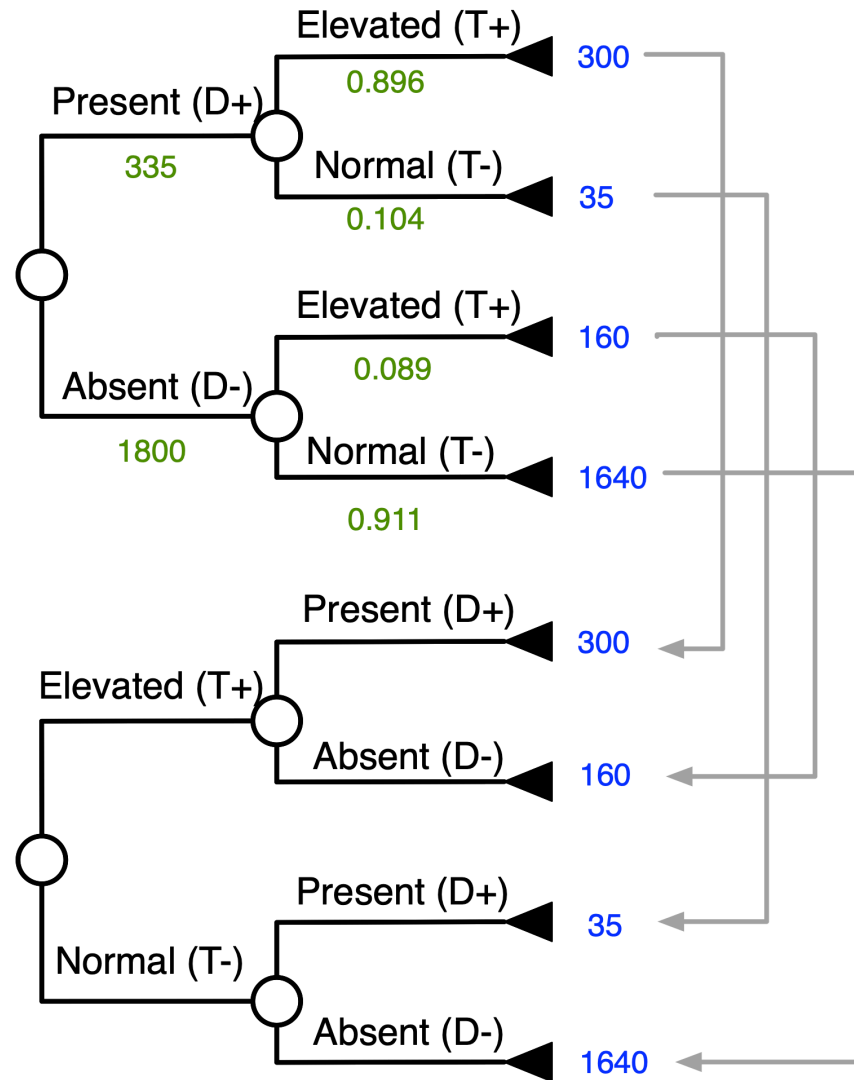 Elevated (T+)
300
0.896
Present (D+)
335
Normal (T-)
35
0.104
Elevated (T+)
160
0.089
Absent (D-)
1800
Normal (T-)
1640
0.911
Present (D+)
300
Elevated (T+)
Absent (D-)
160
Present (D+)
35
Normal (T-)
Absent (D-)
1640